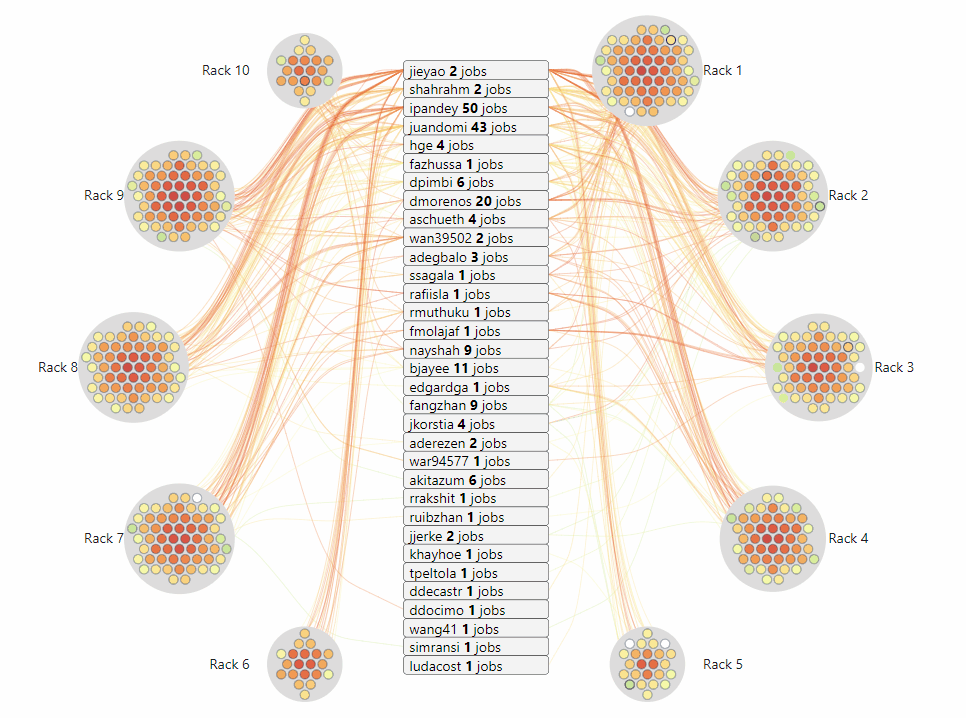 Rack 10
Rack 1
jieyao 2 jobs
shahrahm 2 jobs
ipandey 50 jobs
juandomi 43 jobs
hge 4 jobs
fazhussa 1 jobs
dpimbi 6 jobs
Rack 9
Rack 2
dmorenos 20 jobs
aschueth 4 jobs
wan39502 2 jobs
adegbalo 3 jobs
ssagala 1 jobs
rafiisla 1 jobs
rmuthuku 1 jobs
fmolajaf 1 jobs
nayshah 9 jobs
Rack 8
Rack 3
bjayee 11 jobs
edgardga 1 jobs
fangzhan 9 jobs
jkorstia 4 jobs
aderezen 2 jobs
war94577 1 jobs
akitazum 6 jobs
rrakshit 1 jobs
ruibzhan 1 jobs
Rack 7
Rack 4
jjerke 2 jobs
khayhoe 1 jobs
tpeltola 1 jobs
ddecastr 1 jobs
ddocimo 1 jobs
wang41 1 jobs
simransi 1 jobs
Rack 6
Rack 5
ludacost 1 jobs